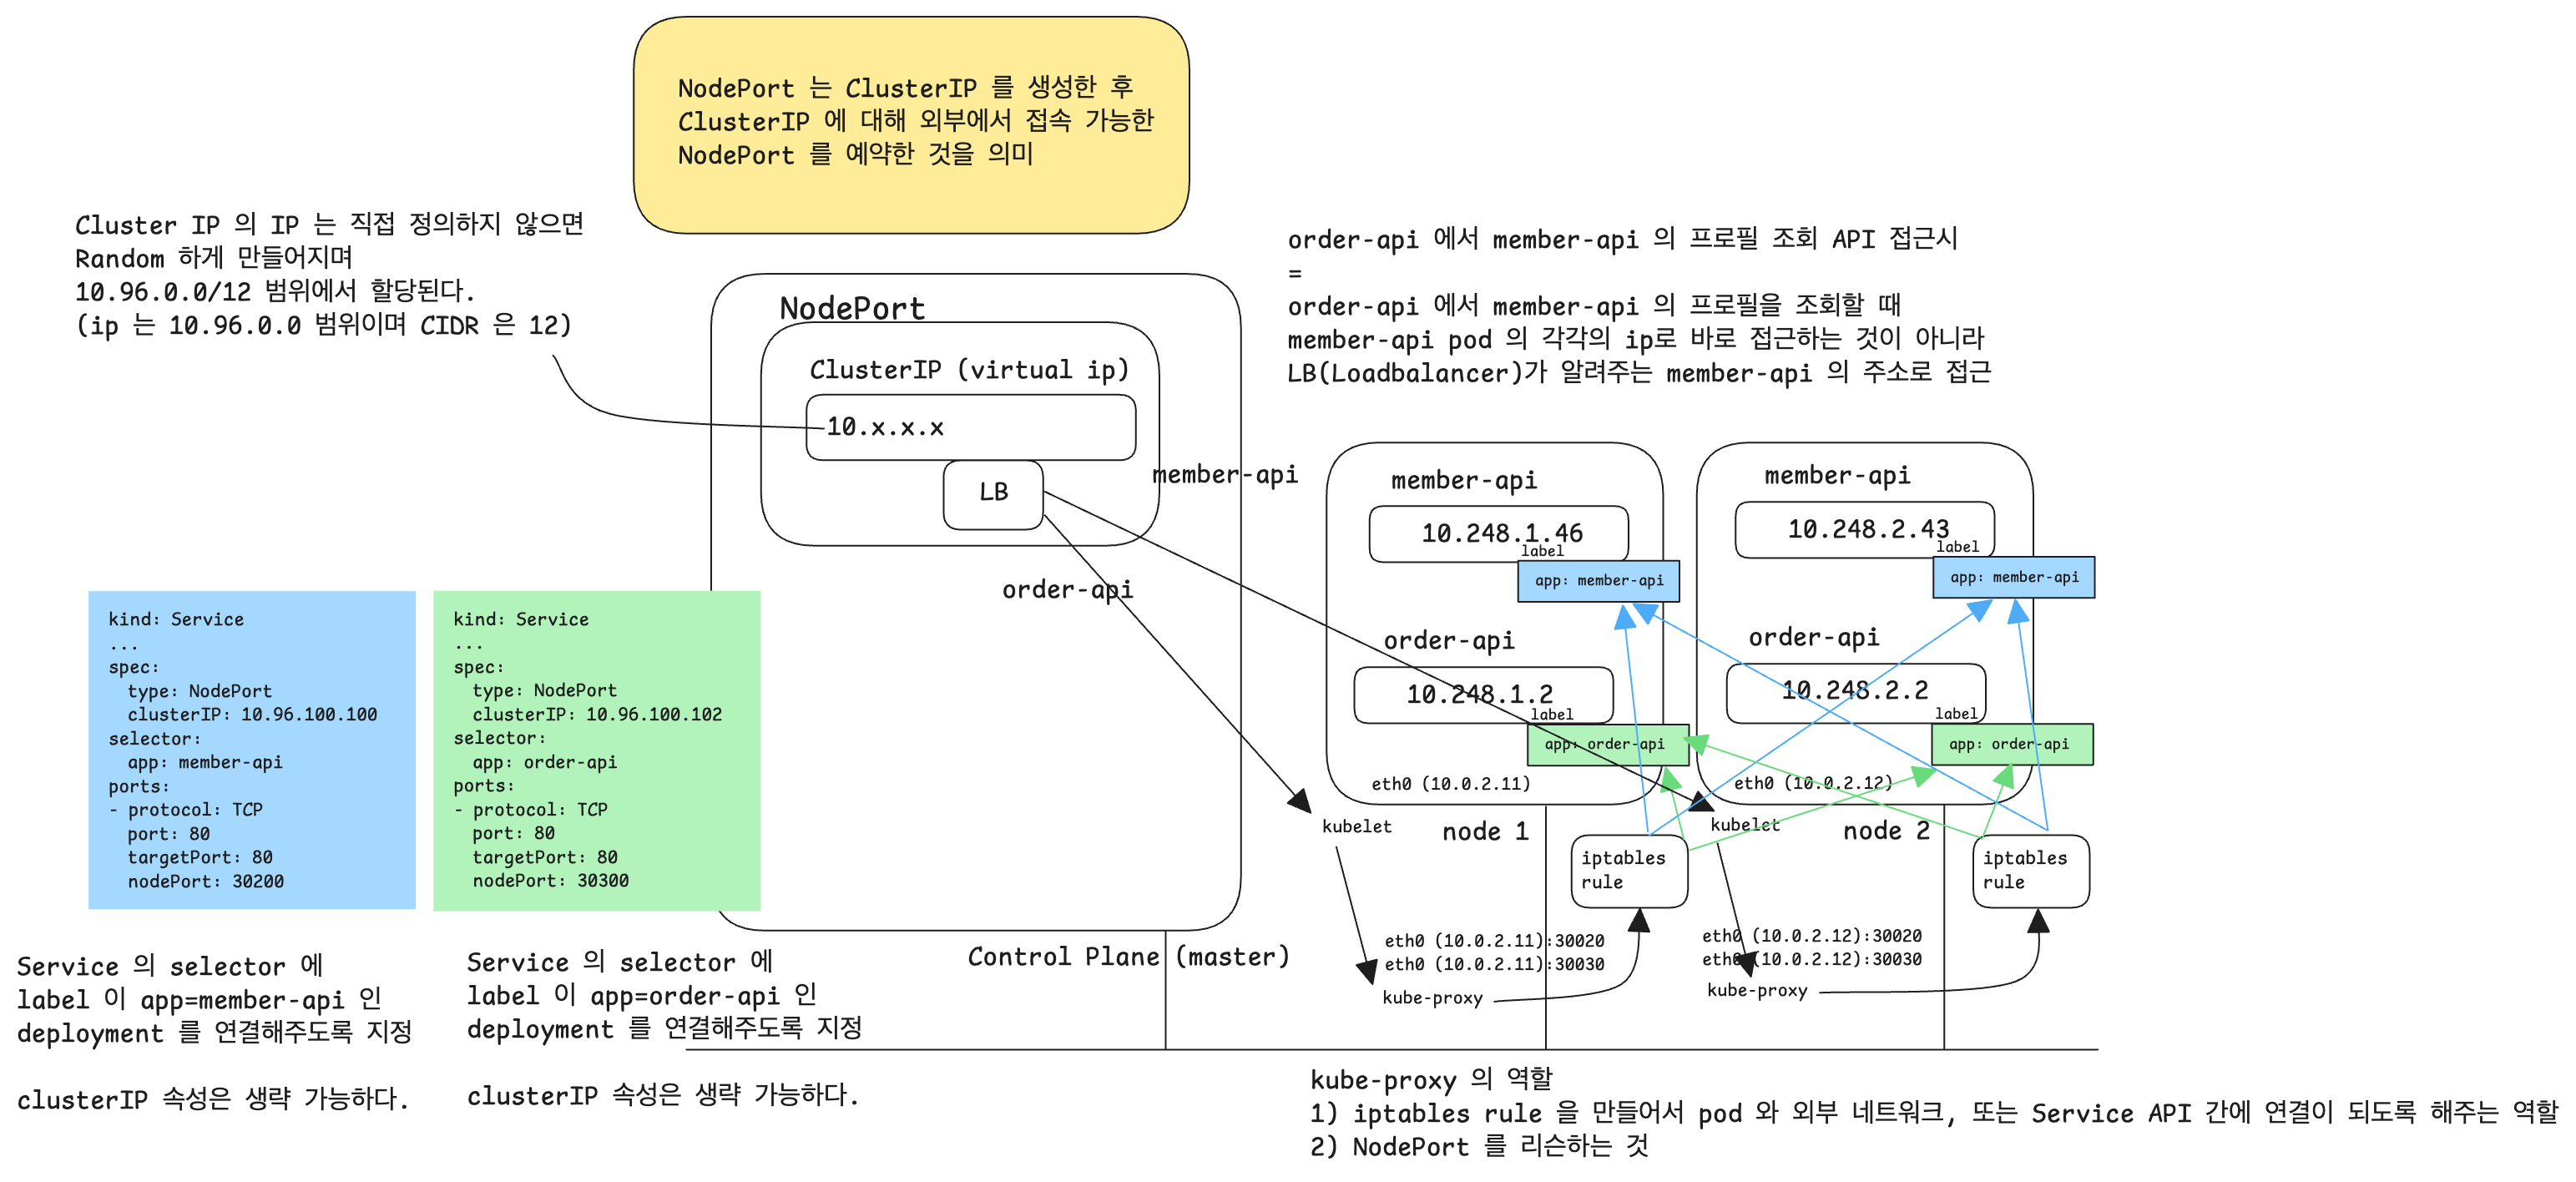 NodePort 는 ClusterIP 를 생성한 후
ClusterIP 에 대해 외부에서 접속 가능한
NodePort 를 예약한 것을 의미
Cluster IP 의 IP 는 직접 정의하지 않으면
Random 하게 만들어지며
10.96.0.0/12 범위에서 할당된다.
(ip 는 10.96.0.0 범위이며 CIDR 은 12)
order-api 에서 member-api 의 프로필 조회 API 접근시
=
order-api 에서 member-api 의 프로필을 조회할 때
member-api pod 의 각각의 ip로 바로 접근하는 것이 아니라
LB(Loadbalancer)가 알려주는 member-api 의 주소로 접근
NodePort
ClusterIP (virtual ip)
10.x.x.x
LB
member-api
order-api
kind: Service
...
spec:
type: NodePort
clusterIP: 10.96.100.100
selector:
app: member-api
ports:
- protocol: TCP
port: 80
targetPort: 80
nodePort: 30200
kind: Service
...
spec:
type: NodePort
clusterIP: 10.96.100.102
selector:
app: order-api
ports:
- protocol: TCP
port: 80
targetPort: 80
nodePort: 30300
Control Plane (master)
Service 의 selector 에
label 이 app=member-api 인
deployment 를 연결해주도록 지정
clusterIP 속성은 생략 가능하다.
Service 의 selector 에
label 이 app=order-api 인
deployment 를 연결해주도록 지정
clusterIP 속성은 생략 가능하다.
member-api
10.248.1.46
label
app: member-api
order-api
10.248.1.2
label
app: order-api
eth0 (10.0.2.11)
kubelet
node 1
iptables
rule
eth0 (10.0.2.11):30020
eth0 (10.0.2.11):30030
kube-proxy
member-api
10.248.2.43
label
app: member-api
order-api
10.248.2.2
label
app: order-api
eth0 (10.0.2.12)
kubelet
node 2
iptables
rule
eth0 (10.0.2.12):30020
eth0 (10.0.2.12):30030
kube-proxy
kube-proxy 의 역할
1) iptables rule 을 만들어서 pod 와 외부 네트워크, 또는 Service API 간에 연결이 되도록 해주는 역할
2) NodePort 를 리슨하는 것